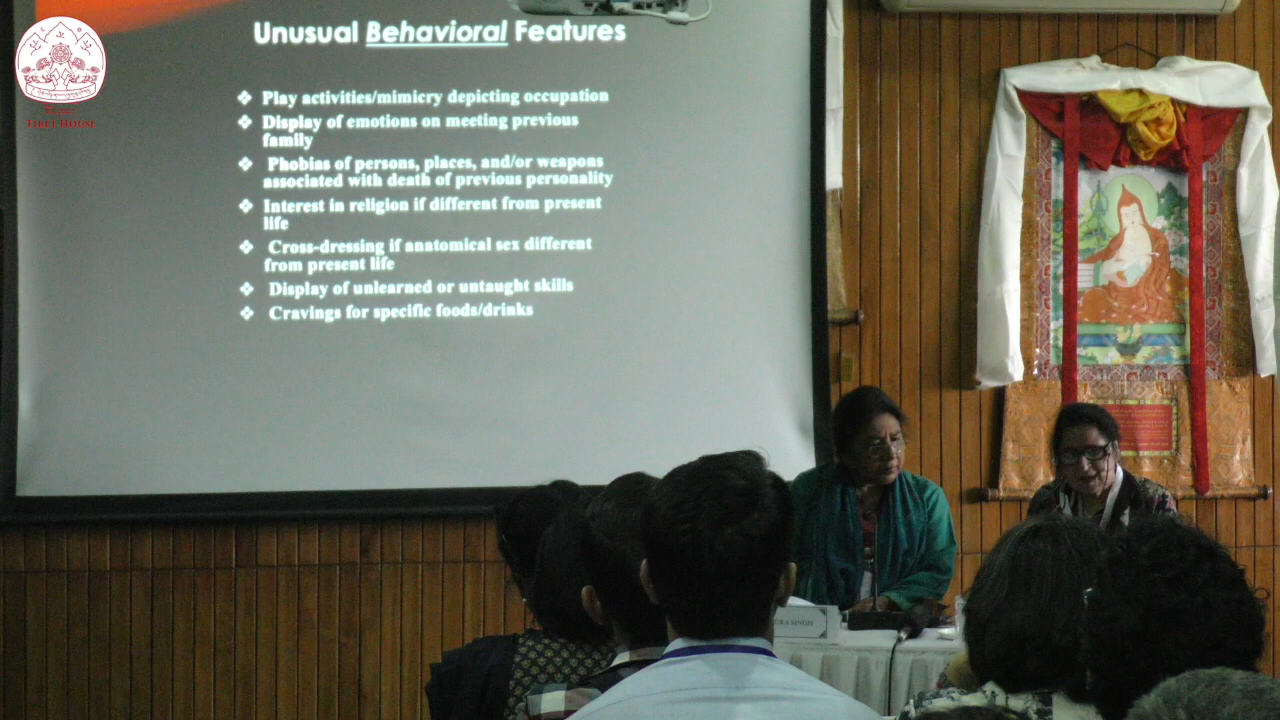 Unusual Behavioral Features
❖ Play activities/mimicry depicting occupation
❖ Display of emotions on meeting previous
family
❖ Phobias of persons, places, and/or weapons
associated with death of previous personality
❖ Interest in religion if different from present
life
❖ Cross-dressing if anatomical sex different
from present life
❖ Display of unlearned or untaught skills
❖ Cravings for specific foods/drinks
TIBET HOUSE
SINGH